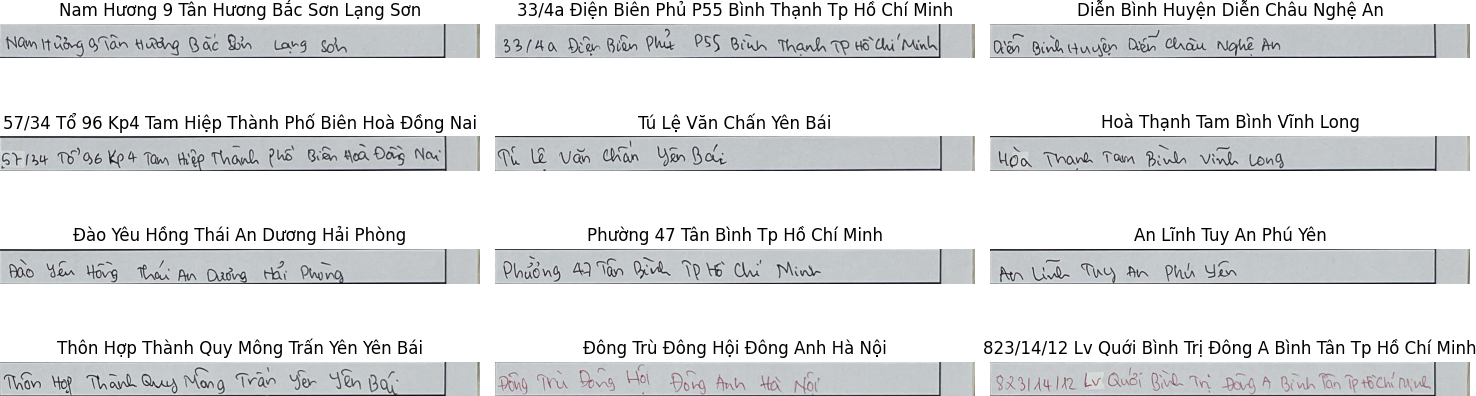 Nam Hương 9 Tân Hương Bắc Sơn Lạng Sơn
33/4a Điện Biên Phủ P55 Bình Thạnh Tp Hồ Chí Minh
Diễn Bình Huyện Diễn Châu Nghệ An
Nam Hương 9 Tân Hương Bắc Sơn Lạng Sơn
33/4a Điện Biên Phủ P55 Bình Thạnh TP Hồ Chí Minh
Diễn Bình Huyện Diễn Châu Nghệ An
57/34 Tổ 96 Kp4 Tam Hiệp Thành Phố Biên Hoà Đồng Nai
Tú Lệ Văn Chấn Yên Bái
Hoà Thạnh Tam Bình Vĩnh Long
57/34 Tổ 96 Kp4 Tam Hiệp Thành Phố Biên Hoà Đồng Nai
Tú Lệ Văn Chấn Yên Bái
Hòa Thạnh Tam Bình Vĩnh Long
Đào Yêu Hồng Thái An Dương Hải Phòng
Phường 47 Tân Bình Tp Hồ Chí Minh
An Lĩnh Tuy An Phú Yên
Đào Yêu Hồng Thái An Dương Hải Phòng
Phường 47 Tân Bình TP Hồ Chí Minh
An Lĩnh Tuy An Phú Yên
Thôn Hợp Thành Quy Mông Trấn Yên Yên Bái
Đông Trù Đông Hội Đông Anh Hà Nội
823/14/12 Lv Quới Bình Trị Đông A Bình Tân Tp Hồ Chí Minh
Thôn Hợp Thành Quy Mông Trấn Yên Yên Bái
Đông Trù Đông Hội Đông Anh Hà Nội
823/14/12 Lv Quới Bình Trị Đông A Bình Tân Tp Hồ Chí Minh